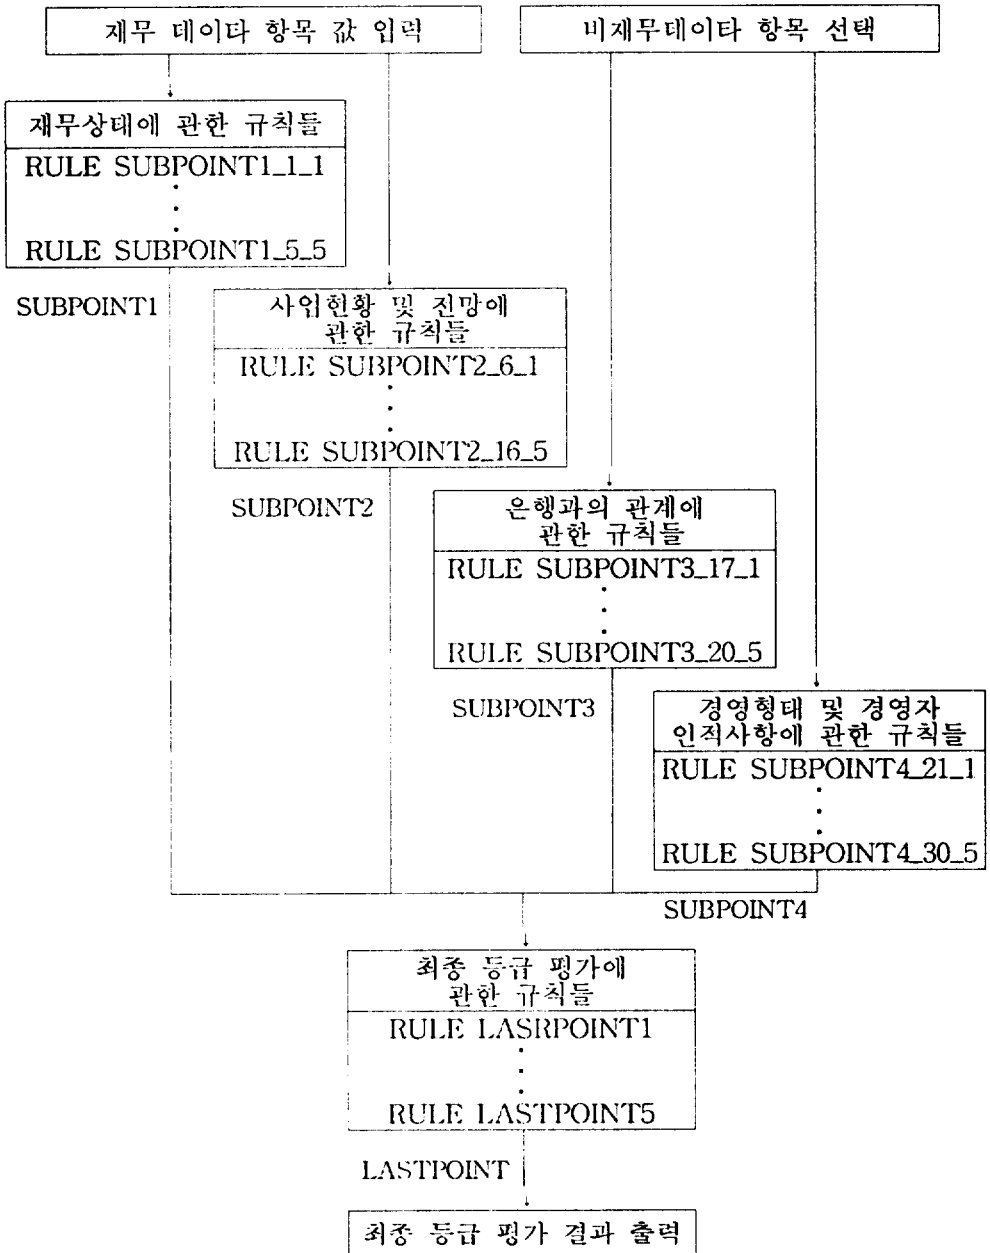 재무 데이타 항목 값 입력
비재무데이타 항목 선택
재무상태에 관한 규칙들
RULE SUBPOINT1_1_1
RULE SUBPOINT1_5_5
SUBPOINT1
사업현황 및 전망에
관한 규칙들
RULE SUBPOINT2_6_1
RULE SUBPOINT2_16_5
SUBPOINT2
은행과의 관계에
관한 규칙들
RULE SUBPOINT3_17_1
RULE SUBPOINT3_20_5
SUBPOINT3
경영형태 및 경영자
인적사항에 관한 규칙들
RULE SUBPOINT4_21_1
RULE SUBPOINT4_30_5
SUBPOINT4
최종 등급 평가에
관한 규칙들
RULE LASRPOINT1
RULE LASTPOINT5
LASTPOINT
최종 등급 평가 결과 출력